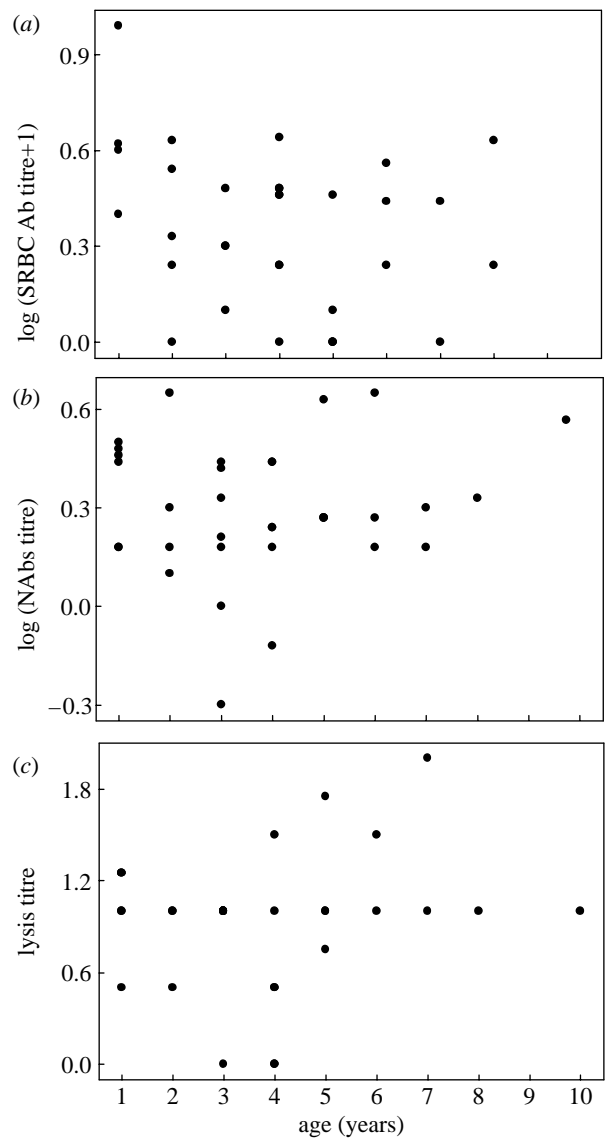 (a)
0.9
0.6
0.3
0.0
log (SRBC Ab titre+1)
(b)
0.6
0.3
0.0
−0.3
log (NAbs titre)
(c)
1.8
1.2
0.6
0.0
lysis titre
1 2 3 4 5 6 7 8 9 10
age (years)